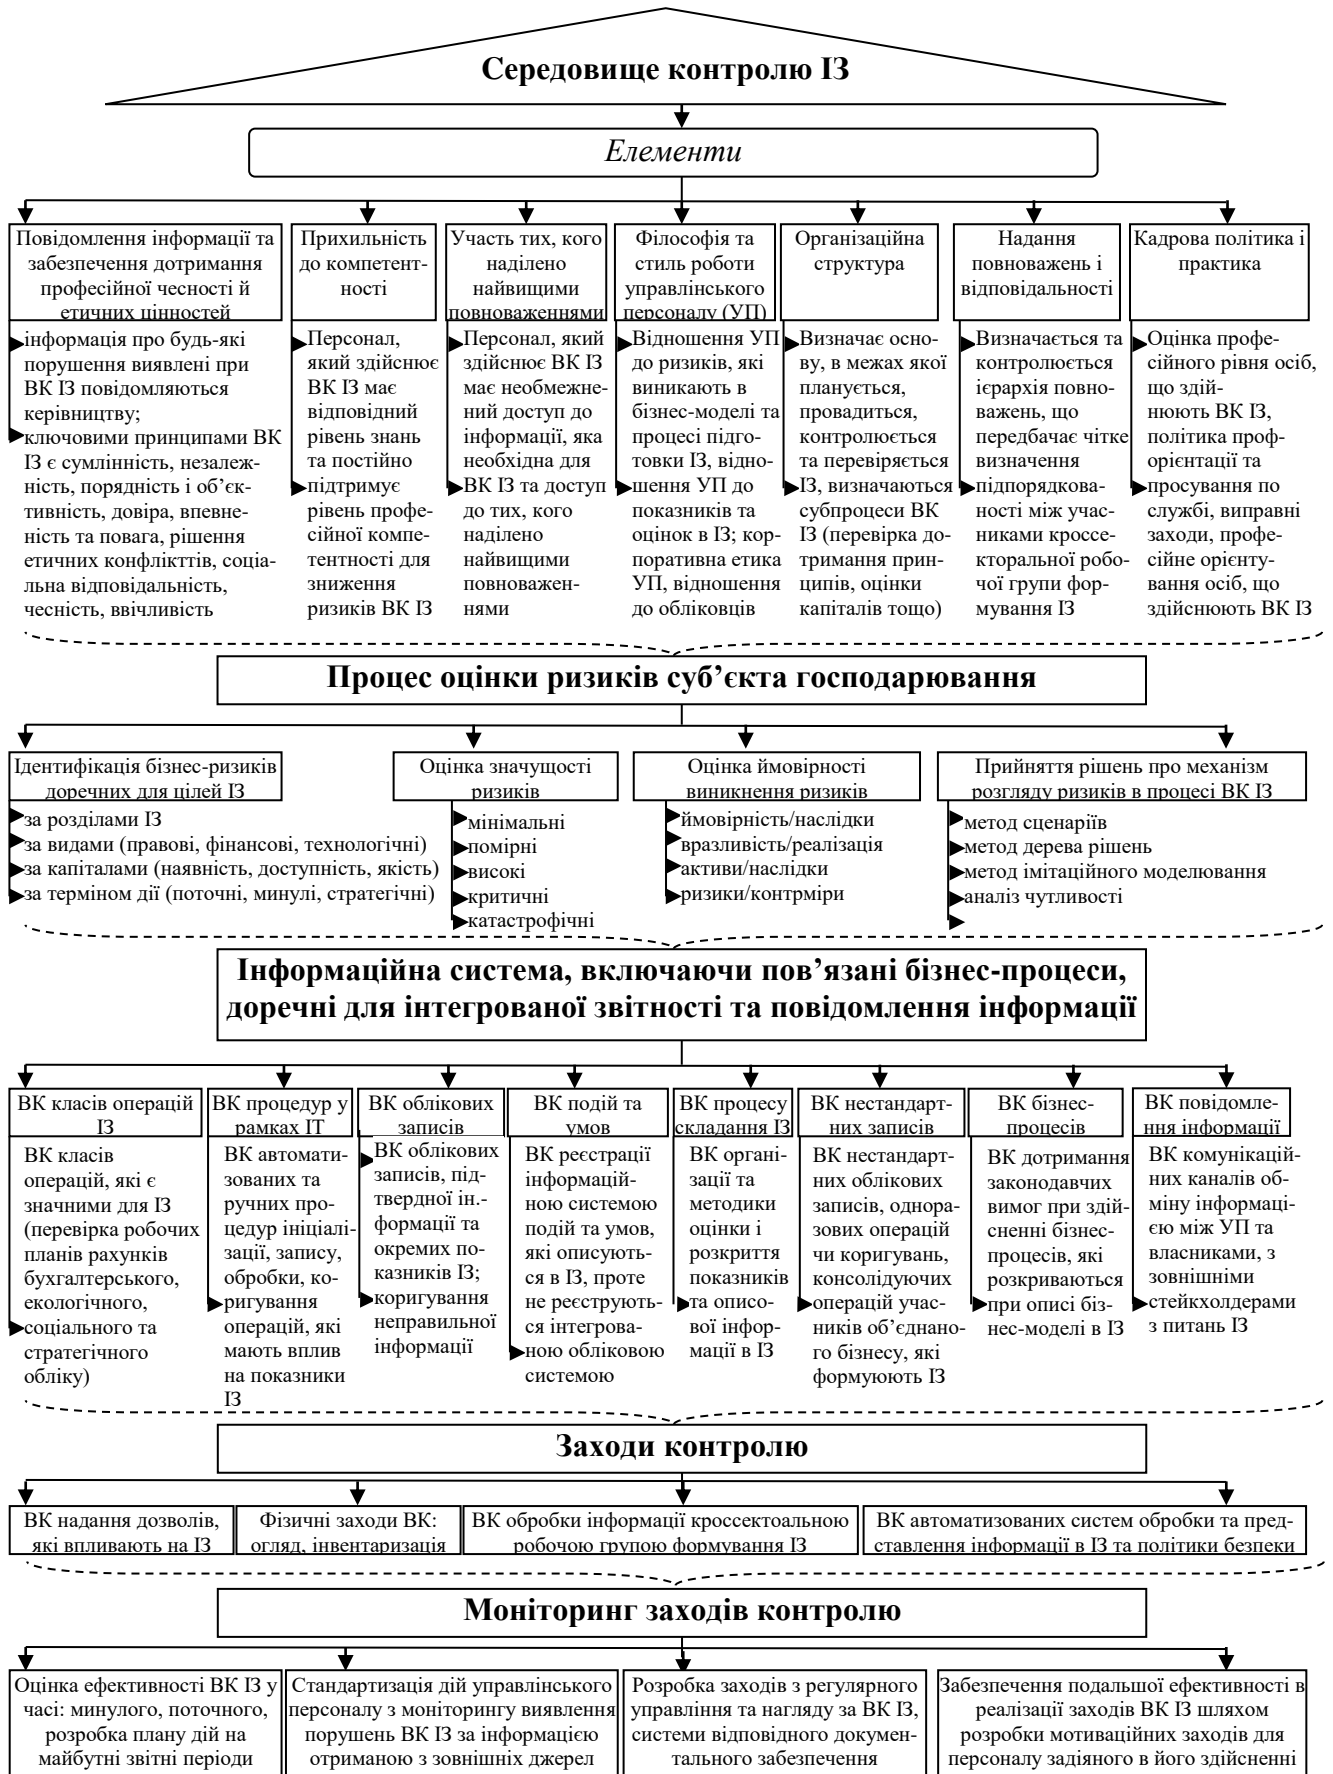 Середовище контролю ІЗ
Елементи
Повідомлення інформації та
забезпечення дотримання
професійної чесності й
етичних цінностей
Прихильність
до компетент-
ності
Участь тих, кого
наділено
найвищими
повноваженнями
Філософія та
стиль роботи
управлінського
персоналу (УП)
Організаційна
структура
Надання
повноважень і
відповідальності
Кадрова політика і
практика
інформація про будь-які
порушення виявлені при
ВК ІЗ повідомляються
керівництву;
ключовими принципами ВК
ІЗ є сумлінність, незалеж-
ність, порядність і об’єк-
тивність, довіра, впевне-
ність та повага, рішення
етичних конфлікттів, соціа-
льна відповідальність,
чесність, ввічливість
Персонал,
який здійснює
ВК ІЗ має
відповідний
рівень знань
та постійно
підтримує
рівень профе-
сійної компе-
тентності для
зниження
ризиків ВК ІЗ
Персонал, який
здійснює ВК ІЗ
має необмежне-
ний доступ до
інформації, яка
необхідна для
ВК ІЗ та доступ
до тих, кого
наділено
найвищими
повноважен-
нями
Відношення УП
до ризиків, які
виникають в
бізнес-моделі та
процесі підго-
товки ІЗ, відно-
шення УП до
показників та
оцінок в ІЗ; кор-
поративна етика
УП, відношення
до обліковців
Визначає осно-
ву, в межах якої
планується,
провадиться,
контролюється
та перевіряється
ІЗ, визначаються
субпроцеси ВК
ІЗ (перевірка до-
тримання прин-
ципів, оцінки
капіталів тощо)
Визначається та
контролюється
ієрархія повно-
важень, що
передбачає чітке
визначення
підпорядкова-
ності між учас-
никами кроссе-
кторальної робо-
чої групи фор-
мування ІЗ
Оцінка профе-
сійного рівня осіб,
що здій-
нюють ВК ІЗ,
політика проф-
орієнтації та
просування по
службі, виправні
заходи, профе-
сійне орієнту-
вання осіб, що
здійснюють ВК ІЗ
Процес оцінки ризиків суб’єкта господарювання
Ідентифікація бізнес-ризиків
доречних для цілей ІЗ
Оцінка значущості
ризиків
Оцінка ймовірності
виникнення ризиків
Прийняття рішень про механізм
розгляду ризиків в процесі ВК ІЗ
за розділами ІЗ
за видами (правові, фінансові, технологічні)
за капіталами (наявність, доступність, якість)
за терміном дії (поточні, минулі, стратегічні)
мінімальні
помірні
високі
критичні
катастрофічні
ймовірність/наслідки
вразливість/реалізація
активи/наслідки
ризики/контрміри
метод сценаріїв
метод дерева рішень
метод імітаційного моделювання
аналіз чутливості
Інформаційна система, включаючи пов’язані бізнес-процеси,
доречні для інтегрованої звітності та повідомлення інформації
ВК класів операцій
ІЗ
ВК процедур у
рамках ІТ
ВК облікових
записів
ВК подій та
умов
ВК процесу
складання ІЗ
ВК нестандарт-
них записів
ВК бізнес-
процесів
ВК повідомле-
ння інформації
ВК класів
операцій, які є
значними для ІЗ
(перевірка робочих
планів рахунків
бухгалтерського,
екологічного,
соціального та
стратегічного
обліку)
ВК автомати-
зованих та
ручних про-
цедур ініціалі-
зації, запису,
обробки, ко-
ригування
операцій, які
мають вплив
на показники
ІЗ
ВК облікових
записів, під-
твердної ін.-
формації та
окремих по-
казників ІЗ;
коригування
неправильної
інформації
ВК реєстрації
інформацій-
ною системою
подій та умов,
які описують-
ся в ІЗ, проте
не реєструють-
ся інтегрова-
ною обліковою
системою
ВК органі-
зації та
методики
оцінки і
розкриття
показників
та описо-
вої інфор-
мації в ІЗ
ВК нестандарт-
них облікових
записів, однора-
зових операцій
чи коригувань,
консолідуючих
операцій учас-
ників об’єднано-
го бізнесу, які
формуюють ІЗ
ВК дотримання
законодавчих
вимог при здій-
сненні бізнес-
процесів, які
розкриваються
при описі біз-
нес-моделі в ІЗ
ВК комунікацій-
них каналів об-
міну інформаці-
єю між УП та
власниками, з
зовнішніми
стейкхолдерами
з питань ІЗ
Заходи контролю
ВК надання дозволів,
які впливають на ІЗ
Фізичні заходи ВК:
огляд, інвентаризація
ВК обробки інформації кроссектоальною
робочою групою формування ІЗ
ВК автоматизованих систем обробки та пред-
ставлення інформації в ІЗ та політики безпеки
Моніторинг заходів контролю
Оцінка ефективності ВК ІЗ у
часі: минулого, поточного,
розробка плану дій на
майбутні звітні періоди
Стандартизація дій управлінського
персоналу з моніторингу виявлення
порушень ВК ІЗ за інформацією
отриманою з зовнішніх джерел
Розробка заходів з регулярного
управління та нагляду за ВК ІЗ,
системи відповідного докумен-
тального забезпечення
Забезпечення подальшої ефективності в
реалізації заходів ВК ІЗ шляхом
розробки мотиваційних заходів для
персоналу задіяного в його здійсненні